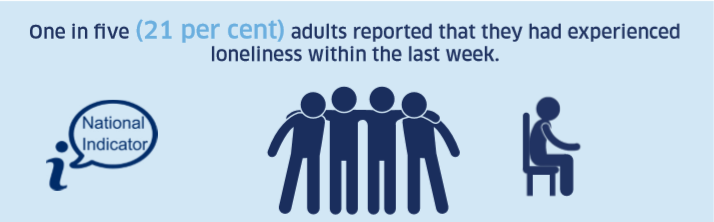 One in five (21 per cent) adults reported that they had experienced
loneliness within the last week.
National
Indicator